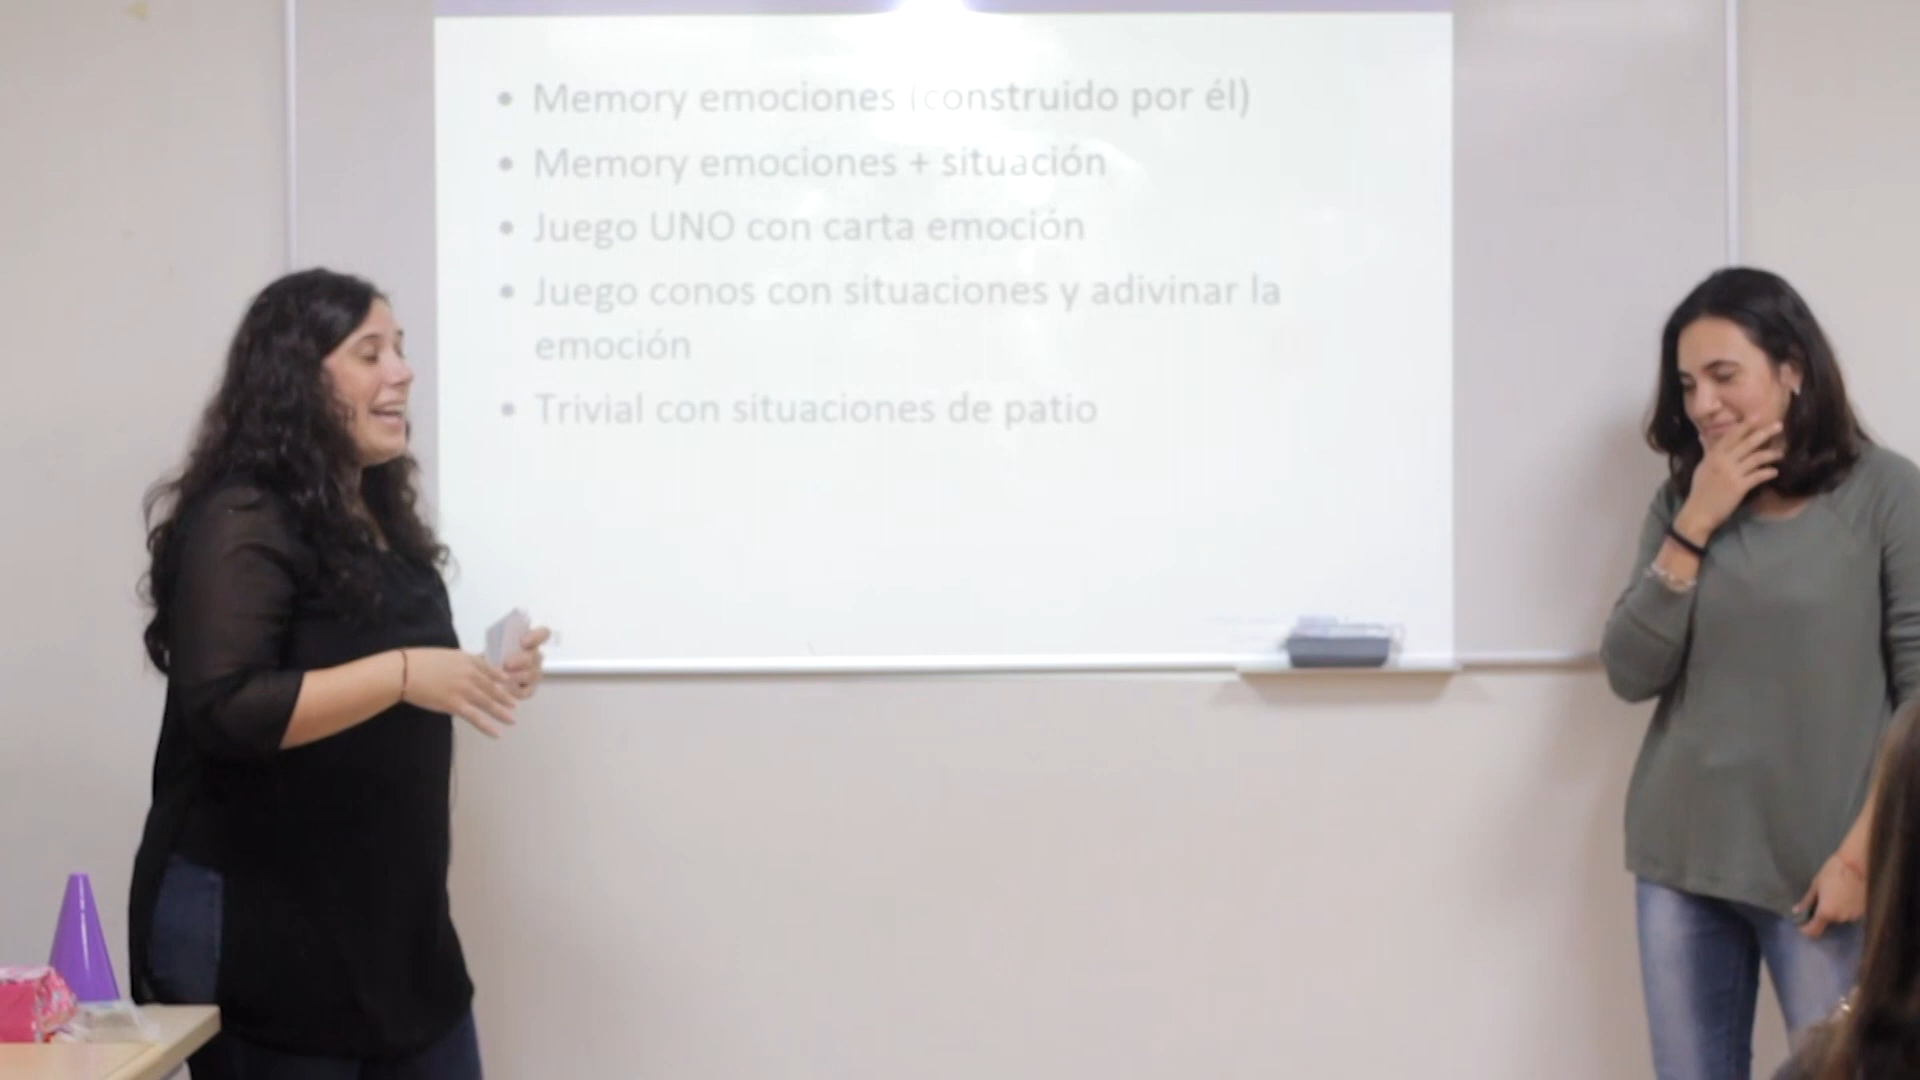 • Memory emociones (construido por él)
• Memory emociones + situación
• Juego UNO con carta emoción
• Juego conos con situaciones y adivinar la
emoción
• Trivial con situaciones de patio